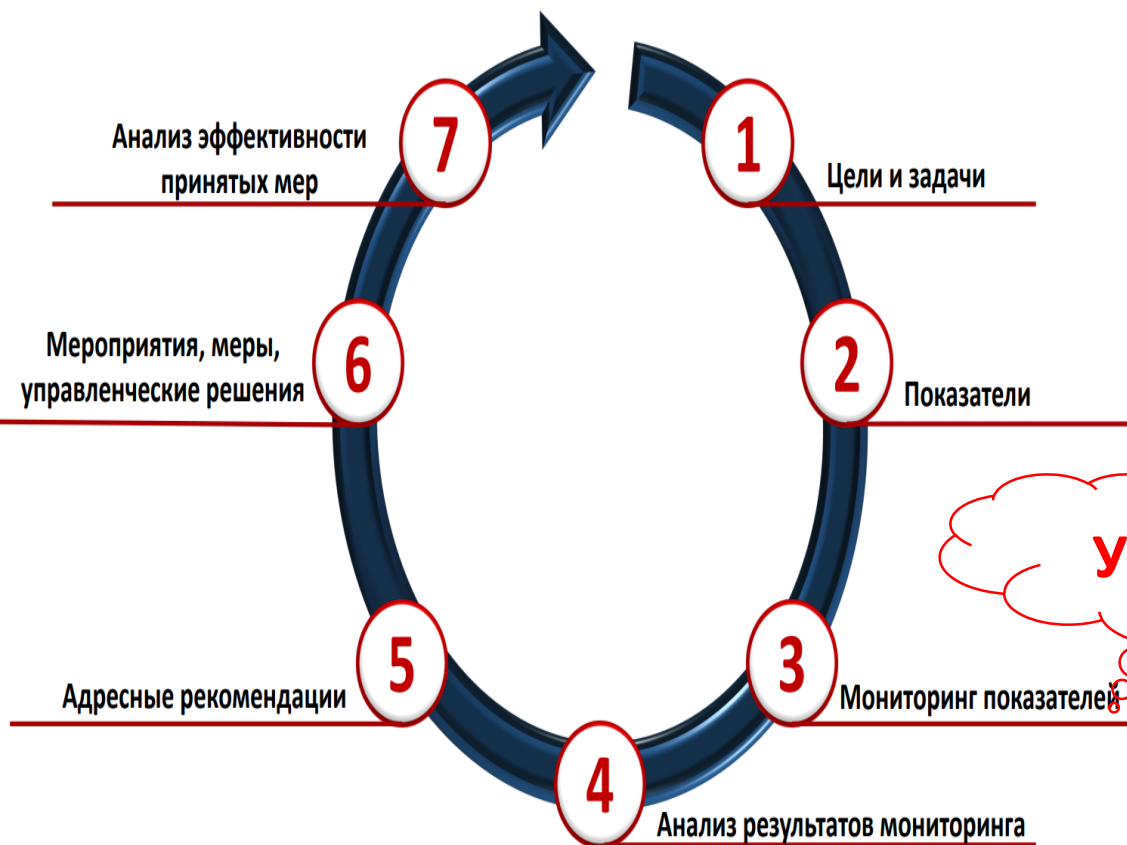 1
Цели и задачи
2
Показатели
У
3
Мониторинг показателей
4
Анализ результатов мониторинга
5
Адресные рекомендации
6
Мероприятия, меры,
управленческие решения
7
Анализ эффективности
принятых мер